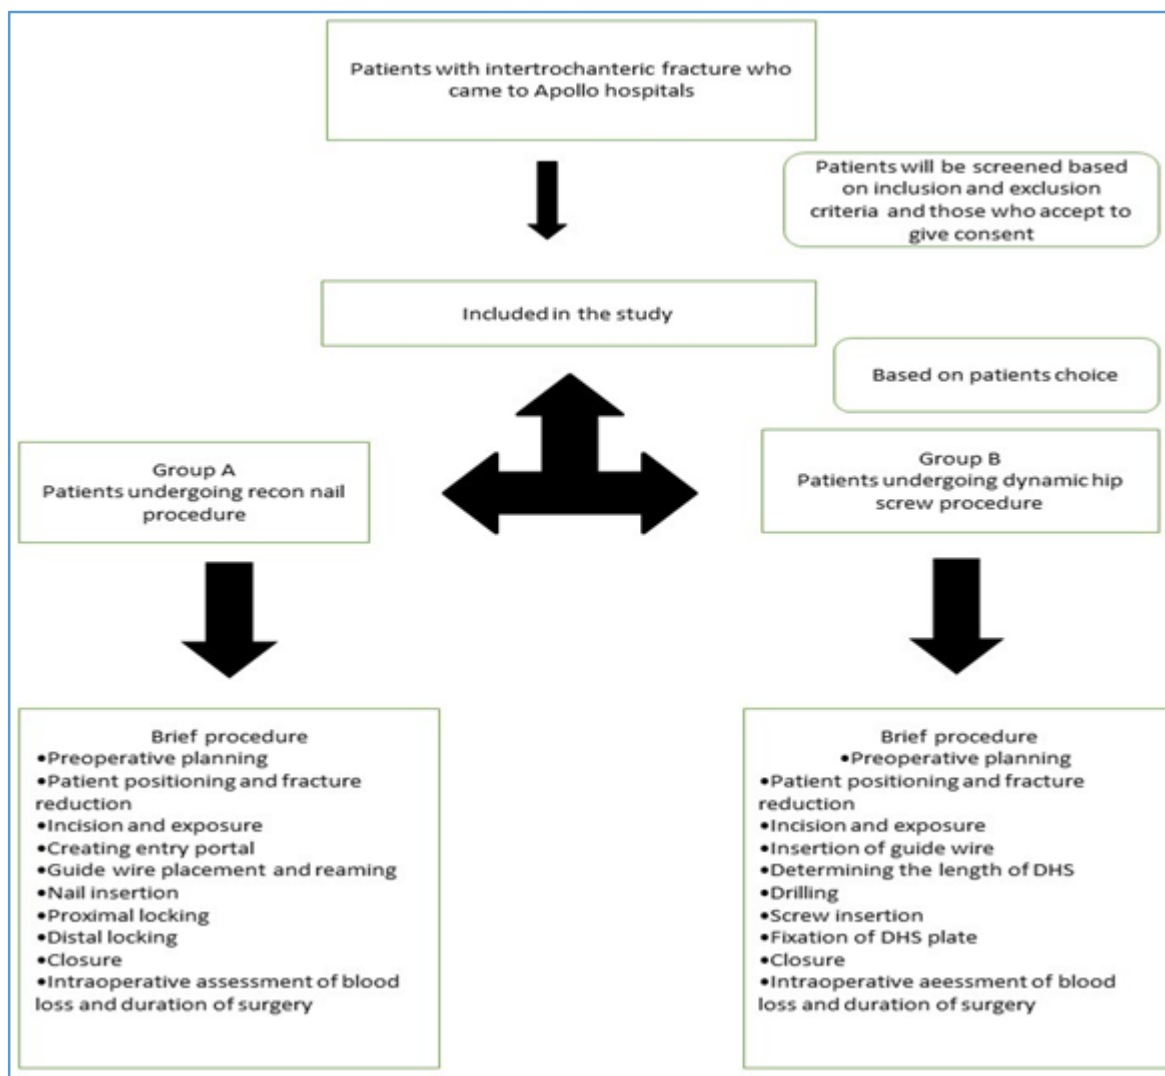 Patients with intertrochanteric fracture who
came to Apollo hospitals
Patients will be screened based
on inclusion and exclusion
criteria and those who accept to
give consent
Included in the study
Based on patients choice
Group A
Patients undergoing recon nail
procedure
Group B
Patients undergoing dynamic hip
screw procedure
Brief procedure
•Preoperative planning
•Patient positioning and fracture
reduction
•Incision and exposure
•Creating entry portal
•Guide wire placement and reaming
•Nail insertion
•Proximal locking
•Distal locking
•Closure
•Intraoperative assessment of blood
loss and duration of surgery
Brief procedure
•Preoperative planning
•Patient positioning and fracture
reduction
•Incision and exposure
•Insertion of guide wire
•Determining the length of DHS
•Drilling
•Screw insertion
•Fixation of DHS plate
•Closure
•Intraoperative aeessment of blood
loss and duration of surgery